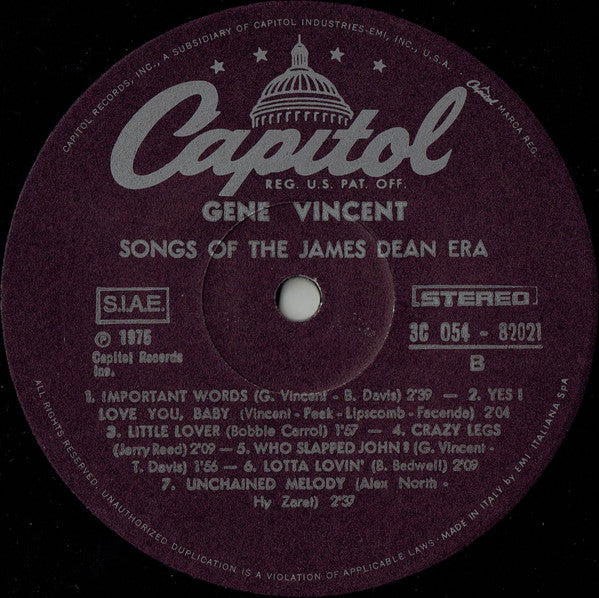 CAPITOL RECORDS, INC., A SUBSIDIARY OF CAPITOL INDUSTRIES-EMI, INC., U.S.A.
Capitol MARCA REG.
Capitol
REG. U.S. PAT. OFF.
GENE VINCENT
SONGS OF THE JAMES DEAN ERA
S.I.A.E.
STEREO
℗ 1975
3C 054 - 82021
Capitol Records
Inc.
B
1. IMPORTANT WORDS (G. Vincent - B. Davis) 2'39 - 2. YES I
LOVE YOU, BABY (Vincent - Peek - Lipscomb - Facenda) 2'04
3. LITTLE LOVER (Bobbie Carrol) 1'57 - 4. CRAZY LEGS
(Jerry Reed) 2'09 - 5. WHO SLAPPED JOHN? (G. Vincent -
T. Davis) 1'56 - 6. LOTTA LOVIN' (B. Bedwell) 2'09
7. UNCHAINED MELODY (Alex North -
Hy Zaret) 2'37
ALL RIGHTS RESERVED. UNAUTHORIZED DUPLICATION IS A VIOLATION OF APPLICABLE LAWS. - MADE IN ITALY by EMI ITALIANA SPA